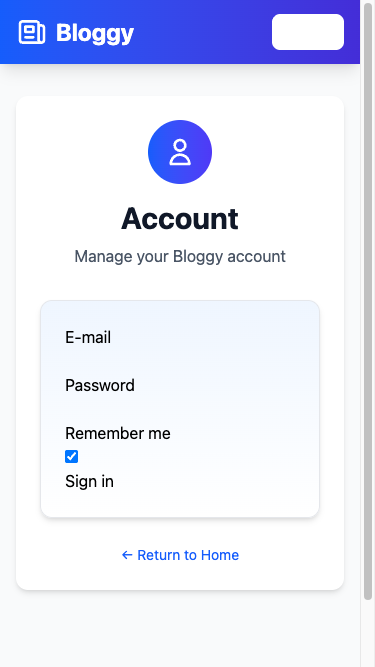 Bloggy
Account
Manage your Bloggy account
E-mail
Password
Remember me
Sign in
← Return to Home